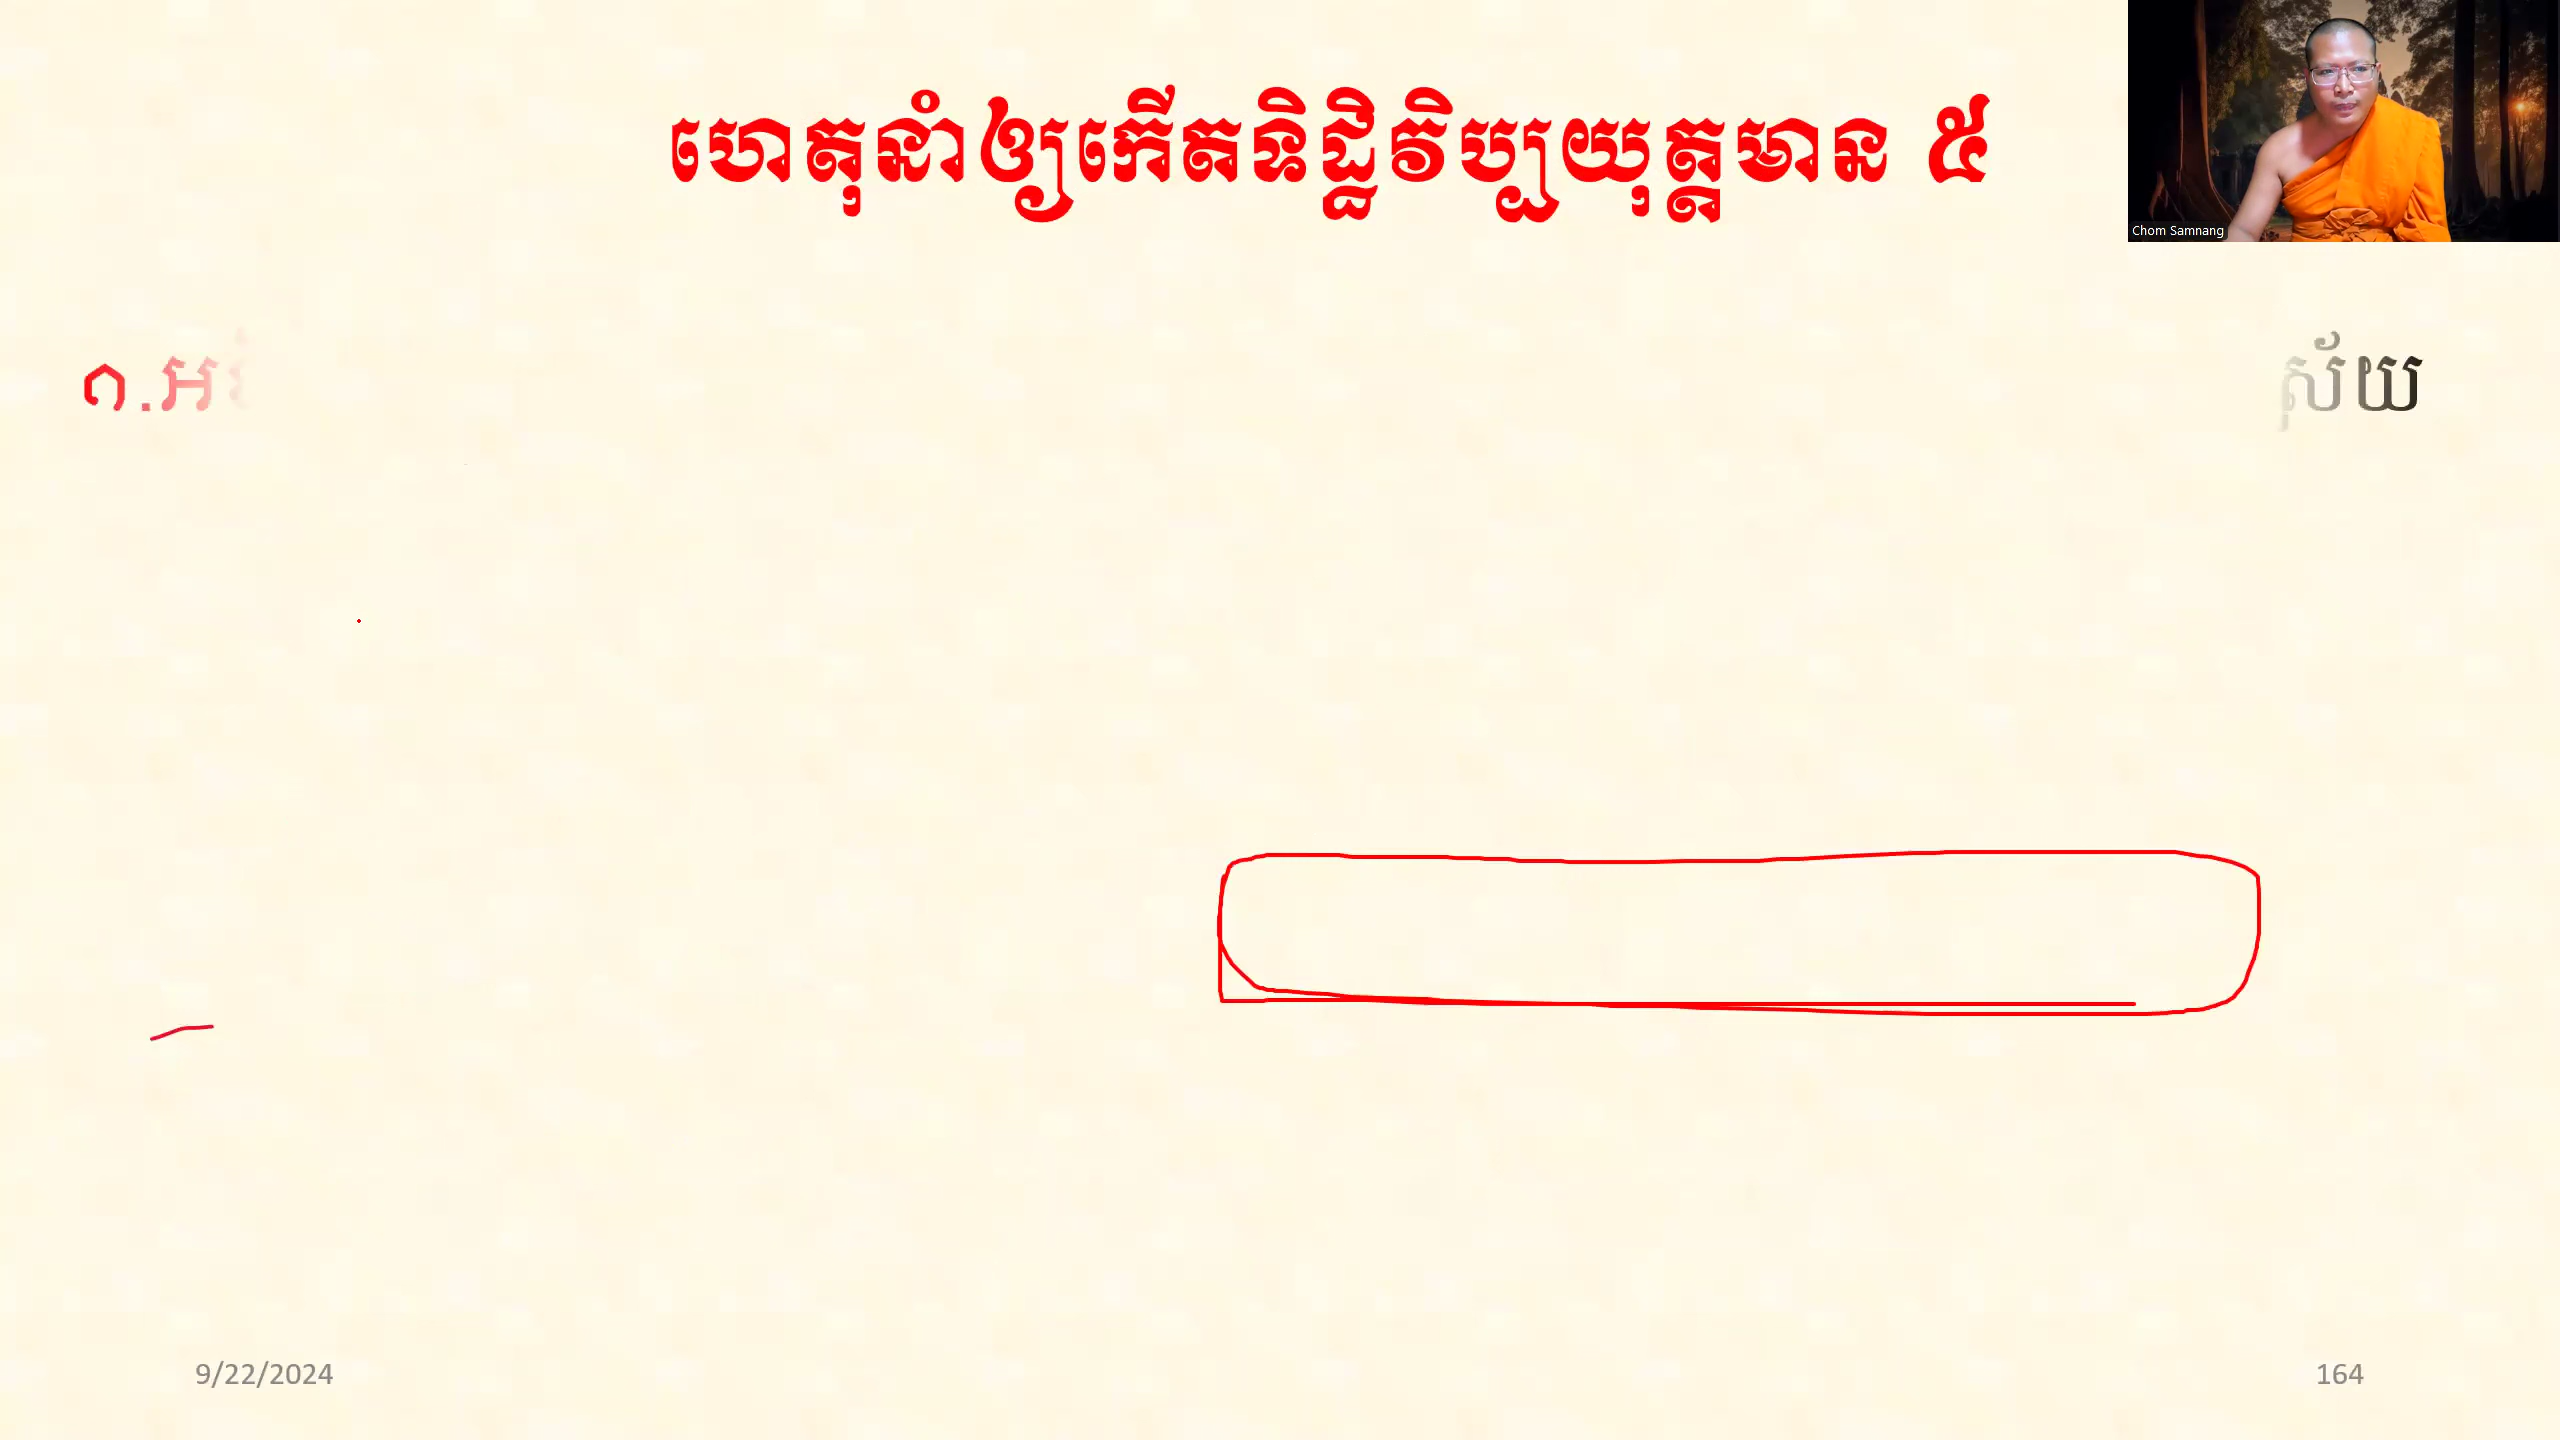 ហេតុនាំឲ្យកើតទិដ្ឋិវិប្បយុត្តមាន ៥
Chom Samnang
១.អ
ស្រ័យ
9/22/2024
164